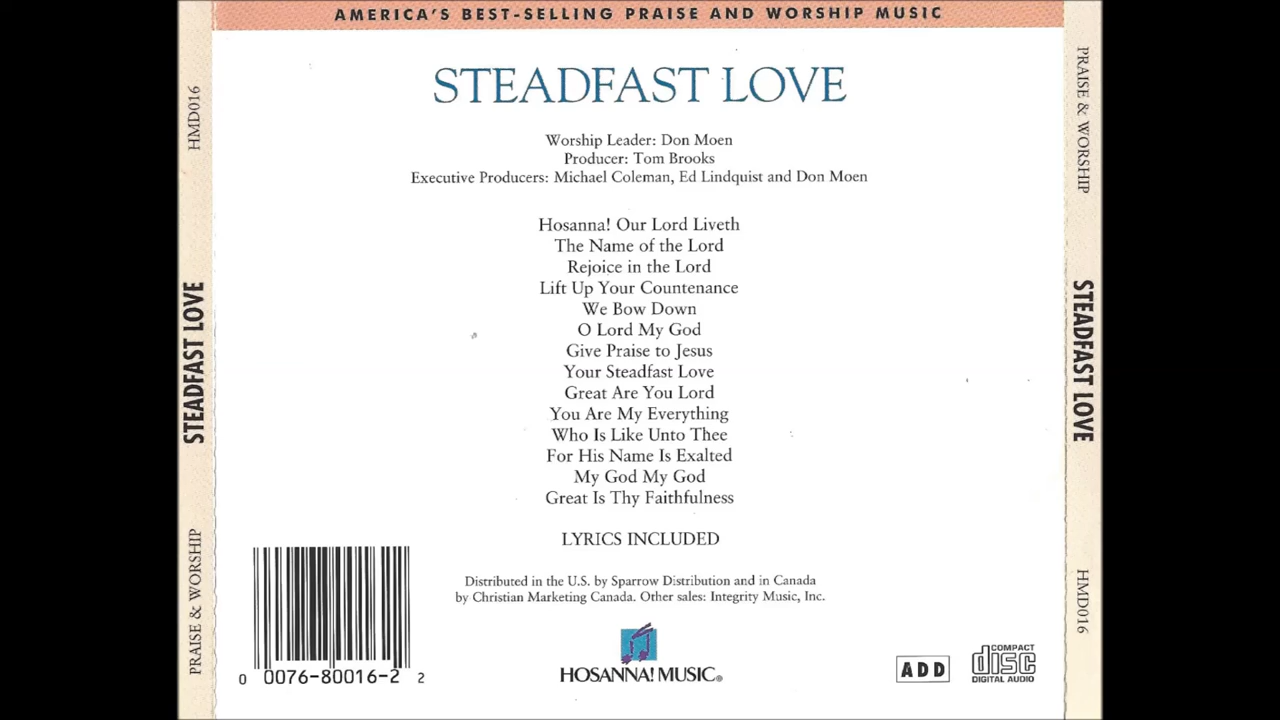 AMERICA'S BEST-SELLING PRAISE AND WORSHIP MUSIC
STEADFAST LOVE
Worship Leader: Don Moen
Producer: Tom Brooks
Executive Producers: Michael Coleman, Ed Lindquist and Don Moen
Hosanna! Our Lord Liveth
The Name of the Lord
Rejoice in the Lord
Lift Up Your Countenance
We Bow Down
O Lord My God
Give Praise to Jesus
Your Steadfast Love
Great Are You Lord
You Are My Everything
Who Is Like Unto Thee
For His Name Is Exalted
My God My God
Great Is Thy Faithfulness
LYRICS INCLUDED
Distributed in the U.S. by Sparrow Distribution and in Canada
by Christian Marketing Canada. Other sales: Integrity Music, Inc.
HOSANNA! MUSIC®
0 0076-80016-2 2
ADD
COMPACT
disc
DIGITAL AUDIO
HMD016
STEADFAST LOVE
PRAISE & WORSHIP
PRAISE & WORSHIP
STEADFAST LOVE
HMD016